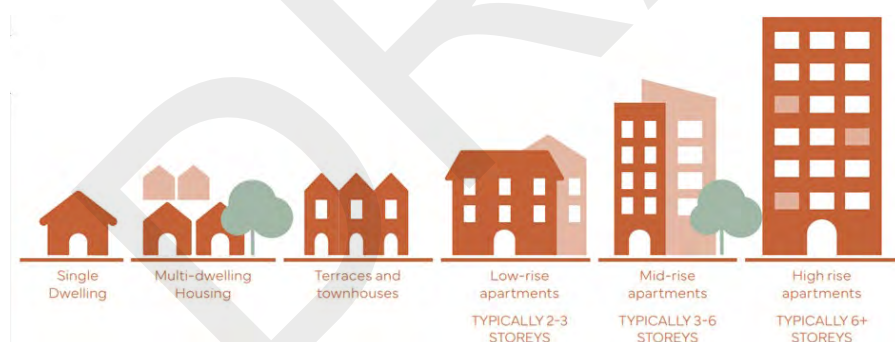 Single
Dwelling
Multi-dwelling
Housing
Terraces and
townhouses
Low-rise
apartments
TYPICALLY 2-3
STOREYS
Mid-rise
apartments
TYPICALLY 3-6
STOREYS
High rise
apartments
TYPICALLY 6+
STOREYS